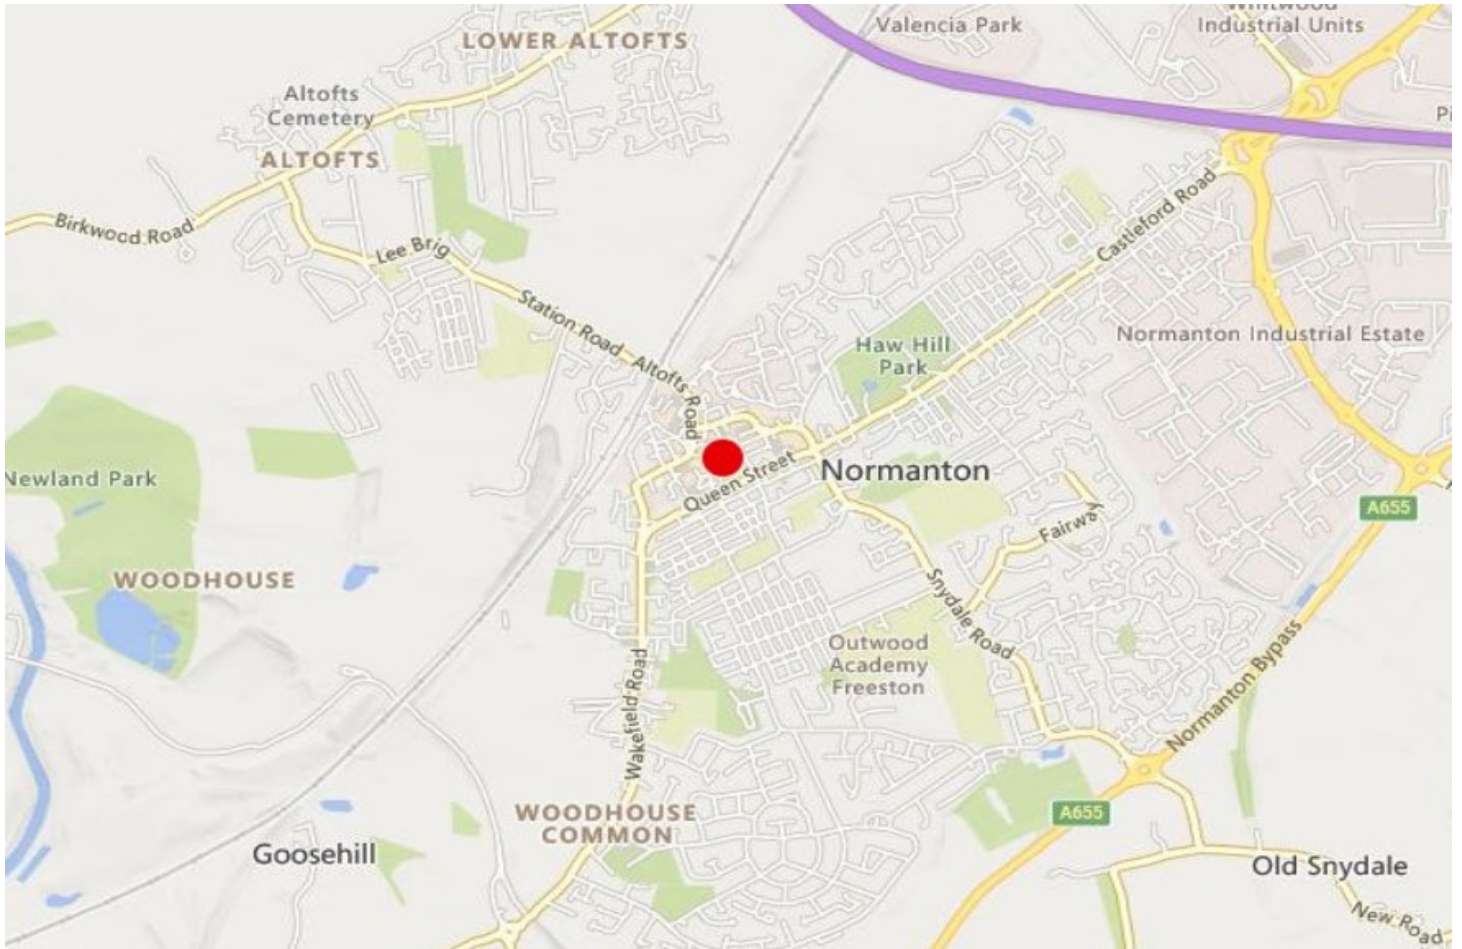 Whitwood
Industrial Units
Valencia Park
LOWER ALTOFTS
Altofts
Cemetery
ALTOFTS
Birkwood Road
Lee Brig
Castleford Road
Station Road
Altofts Road
Haw Hill
Park
Normanton Industrial Estate
Queen Street
Normanton
Newland Park
A655
Fairway
WOODHOUSE
Snydale Road
Outwood
Academy
Freeston
Normanton Bypass
Wakefield Road
WOODHOUSE
COMMON
A655
Goosehill
Old Snydale
New Road